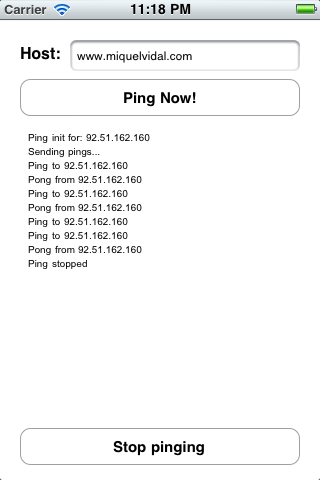 Carrier 11:18 PM
Host: www.miquelvidal.com
Ping Now!
Ping init for: 92.51.162.160
Sending pings...
Ping to 92.51.162.160
Pong from 92.51.162.160
Ping to 92.51.162.160
Pong from 92.51.162.160
Ping to 92.51.162.160
Ping to 92.51.162.160
Pong from 92.51.162.160
Ping stopped
Stop pinging